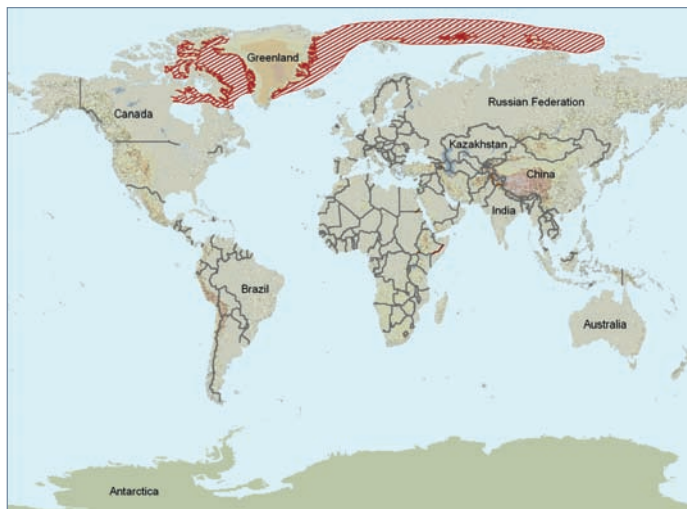 Greenland
Canada
Russian Federation
Kazakhstan
China
India
Brazil
Australia
Antarctica